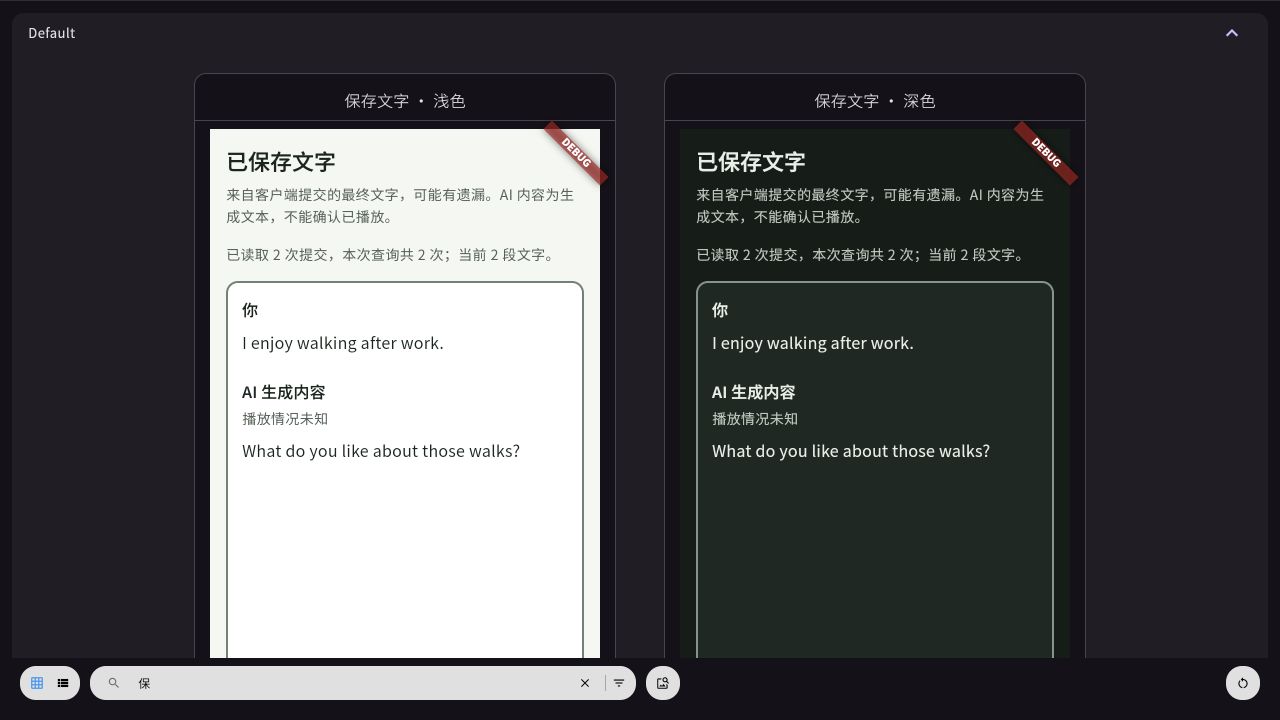 Default
保存文字 · 浅色
DEBUG
已保存文字
来自客户端提交的最终文字，可能有遗漏。AI 内容为生
成文本，不能确认已播放。
已读取 2 次提交，本次查询共 2 次；当前 2 段文字。
你
I enjoy walking after work.
AI 生成内容
播放情况未知
What do you like about those walks?
保存文字 · 深色
DEBUG
已保存文字
来自客户端提交的最终文字，可能有遗漏。AI 内容为生
成文本，不能确认已播放。
已读取 2 次提交，本次查询共 2 次；当前 2 段文字。
你
I enjoy walking after work.
AI 生成内容
播放情况未知
What do you like about those walks?
保